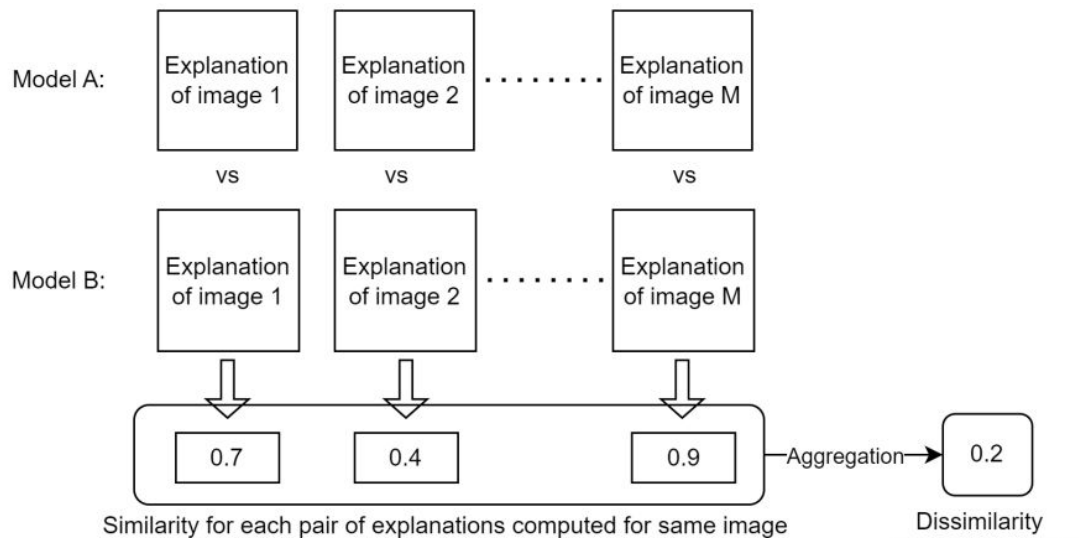 Model A:
Explanation
of image 1
Explanation
of image 2
Explanation
of image M
vs
vs
vs
Model B:
Explanation
of image 1
Explanation
of image 2
Explanation
of image M
0.7
0.4
0.9
Aggregation
0.2
Similarity for each pair of explanations computed for same image
Dissimilarity